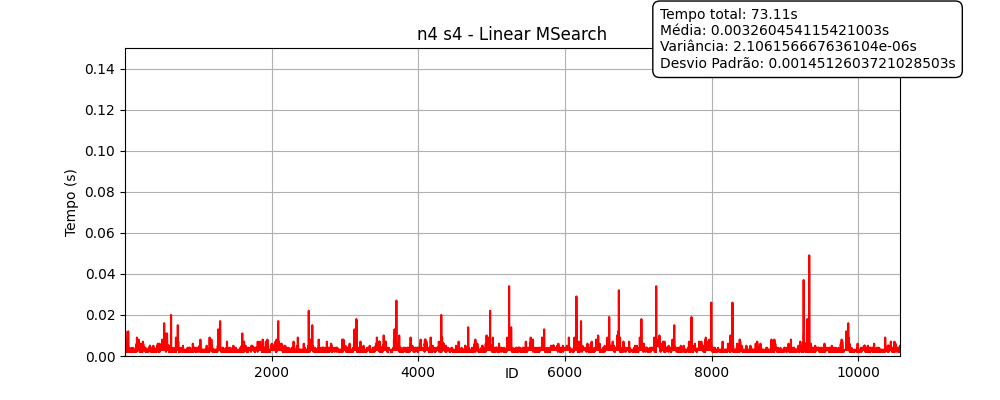 n4 s4 - Linear MSearch
Tempo total: 73.11s
Média: 0.003260454115421003s
Variância: 2.106156667636104e-06s
Desvio Padrão: 0.0014512603721028503s
Tempo (s)
0.14
0.12
0.10
0.08
0.06
0.04
0.02
0.00
2000
4000
6000
8000
10000
ID